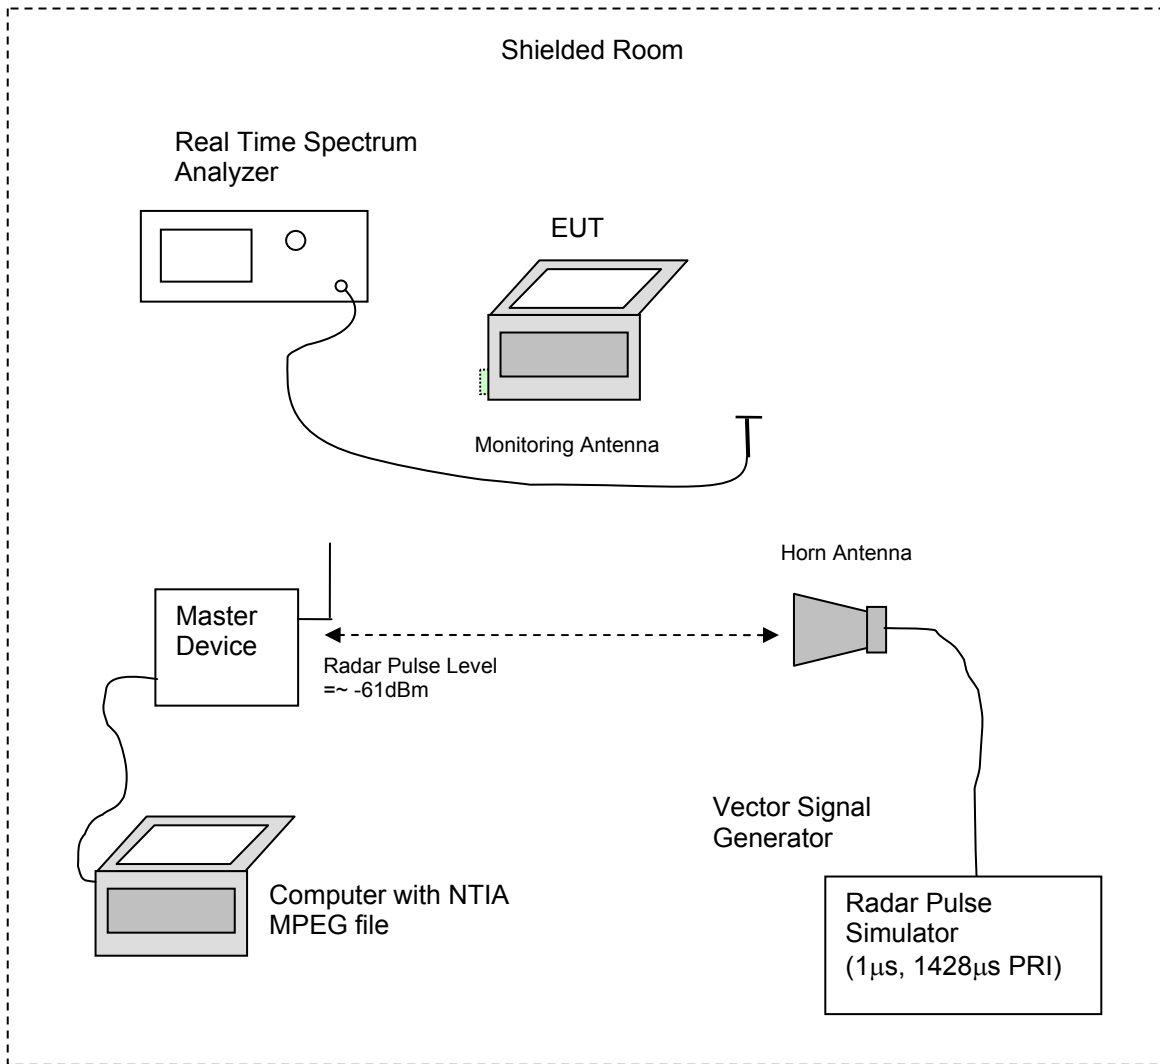 Shielded Room
Real Time Spectrum
Analyzer
EUT
Monitoring Antenna
Horn Antenna
Master
Device
Radar Pulse Level
=~ -61dBm
Vector Signal
Generator
Computer with NTIA
MPEG file
Radar Pulse
Simulator
(1μs, 1428μs PRI)